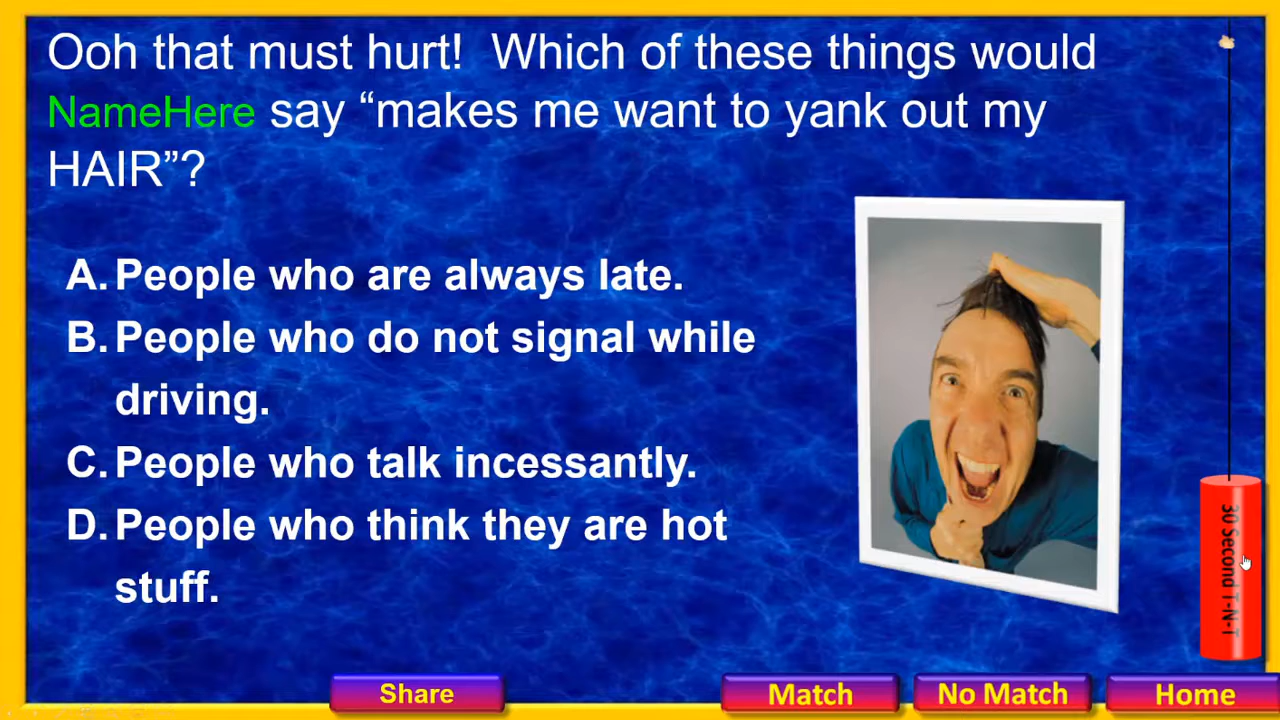 Ooh that must hurt!  Which of these things would
NameHere say “makes me want to yank out my
HAIR”?
A. People who are always late.
B. People who do not signal while
driving.
C. People who talk incessantly.
D. People who think they are hot
stuff.
30 Second T-N-T
Share
Match
No Match
Home